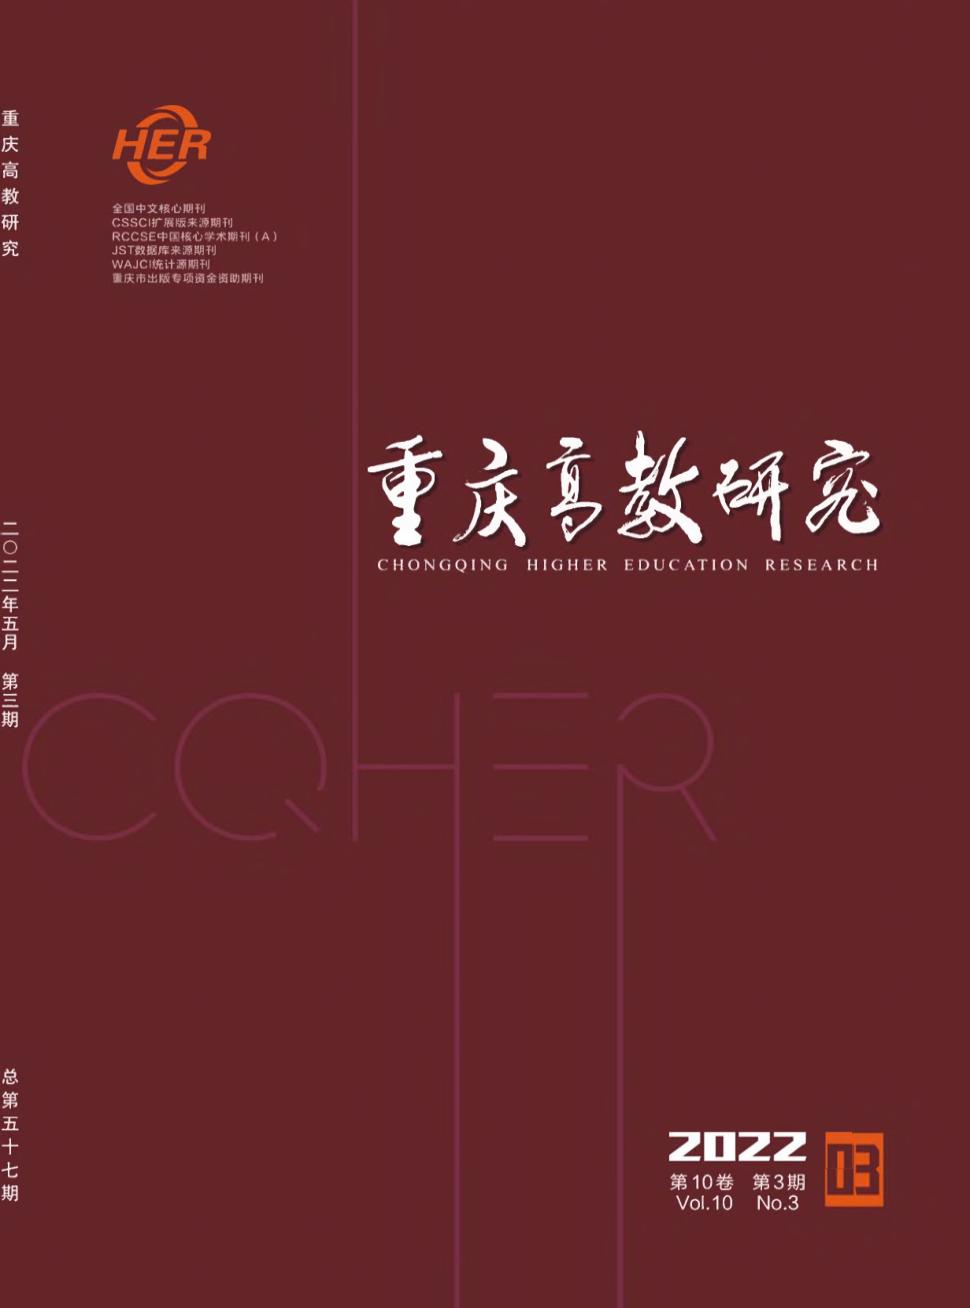 重庆高教研究
二〇二二年五月 第三期
总第五十七期
HER
全国中文核心期刊
CSSCI扩展版来源期刊
RCCSE中国核心学术期刊（A）
JST数据库来源期刊
WAJCI统计源期刊
重庆市出版专项资金资助期刊
重庆高教研究
CHONGQING HIGHER EDUCATION RESEARCH
CQHER
2022
第10卷 第3期
Vol.10 No.3
03